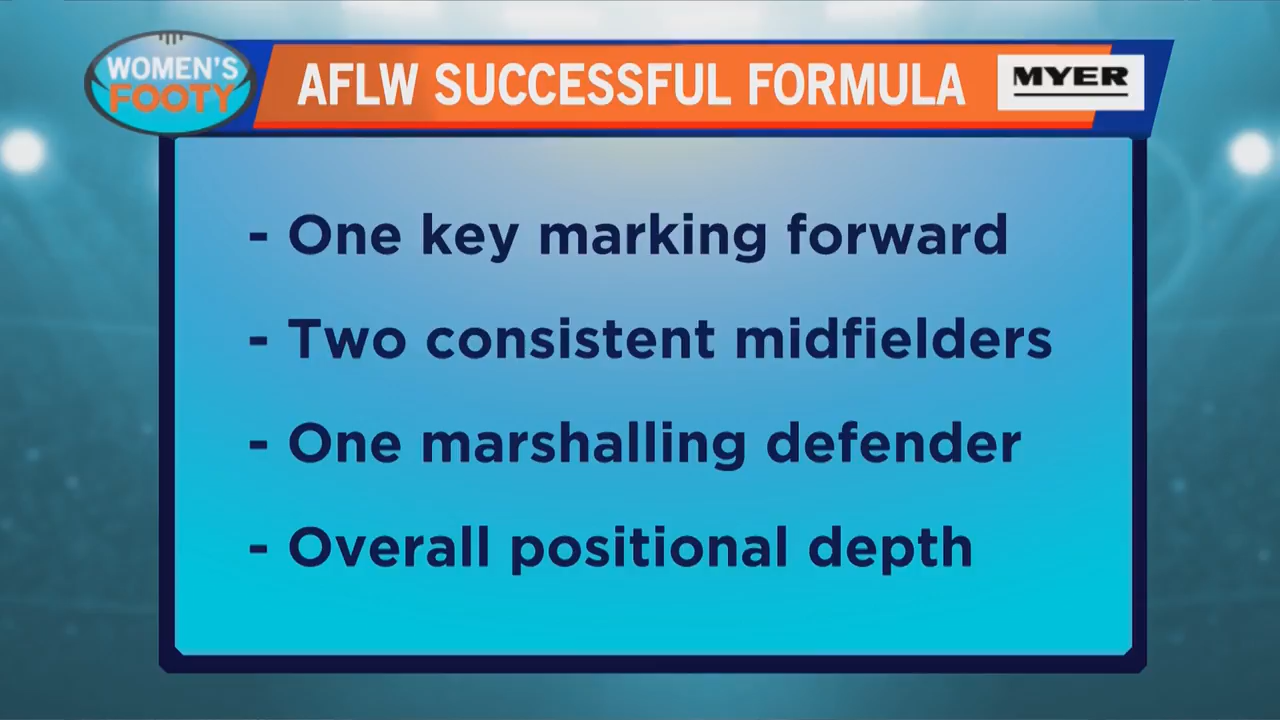 WOMEN'S
FOOTY
AFLW SUCCESSFUL FORMULA
MYER
- One key marking forward
- Two consistent midfielders
- One marshalling defender
- Overall positional depth